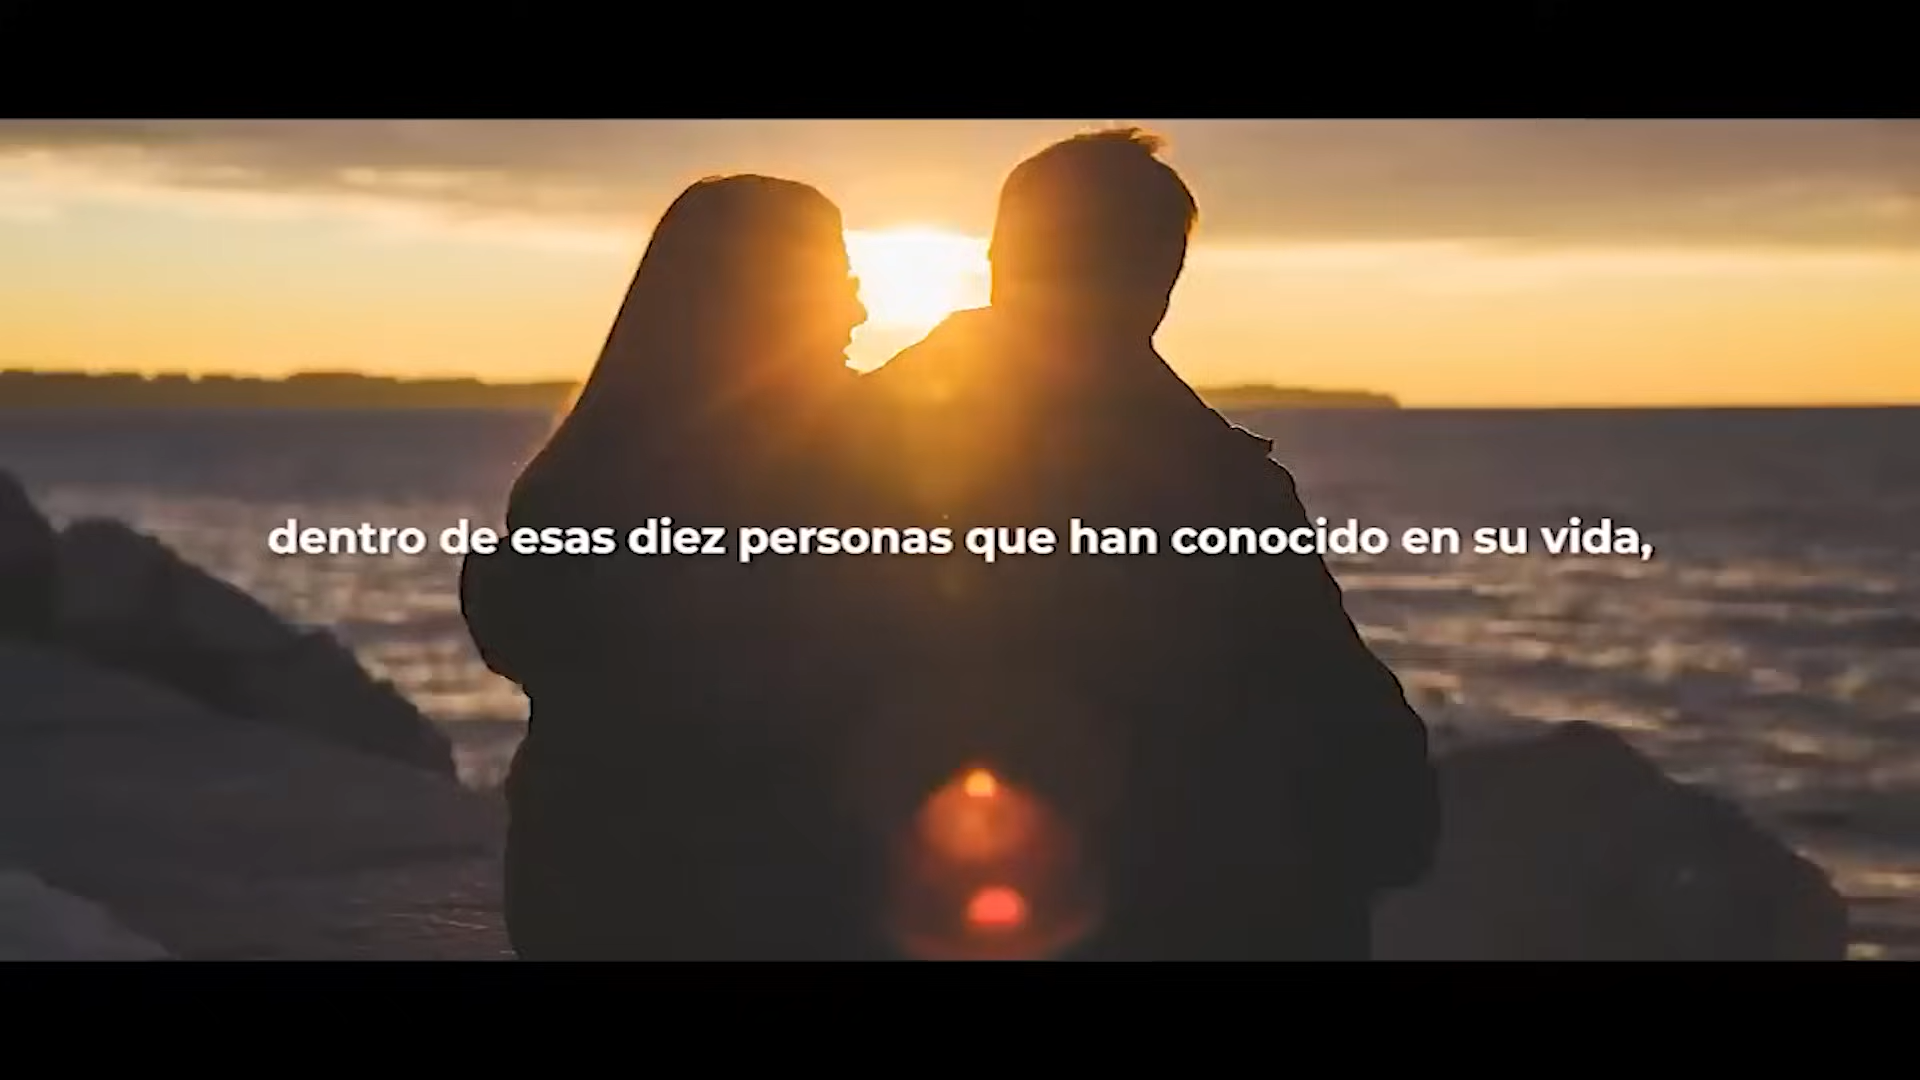 dentro de esas diez personas que han conocido en su vida,